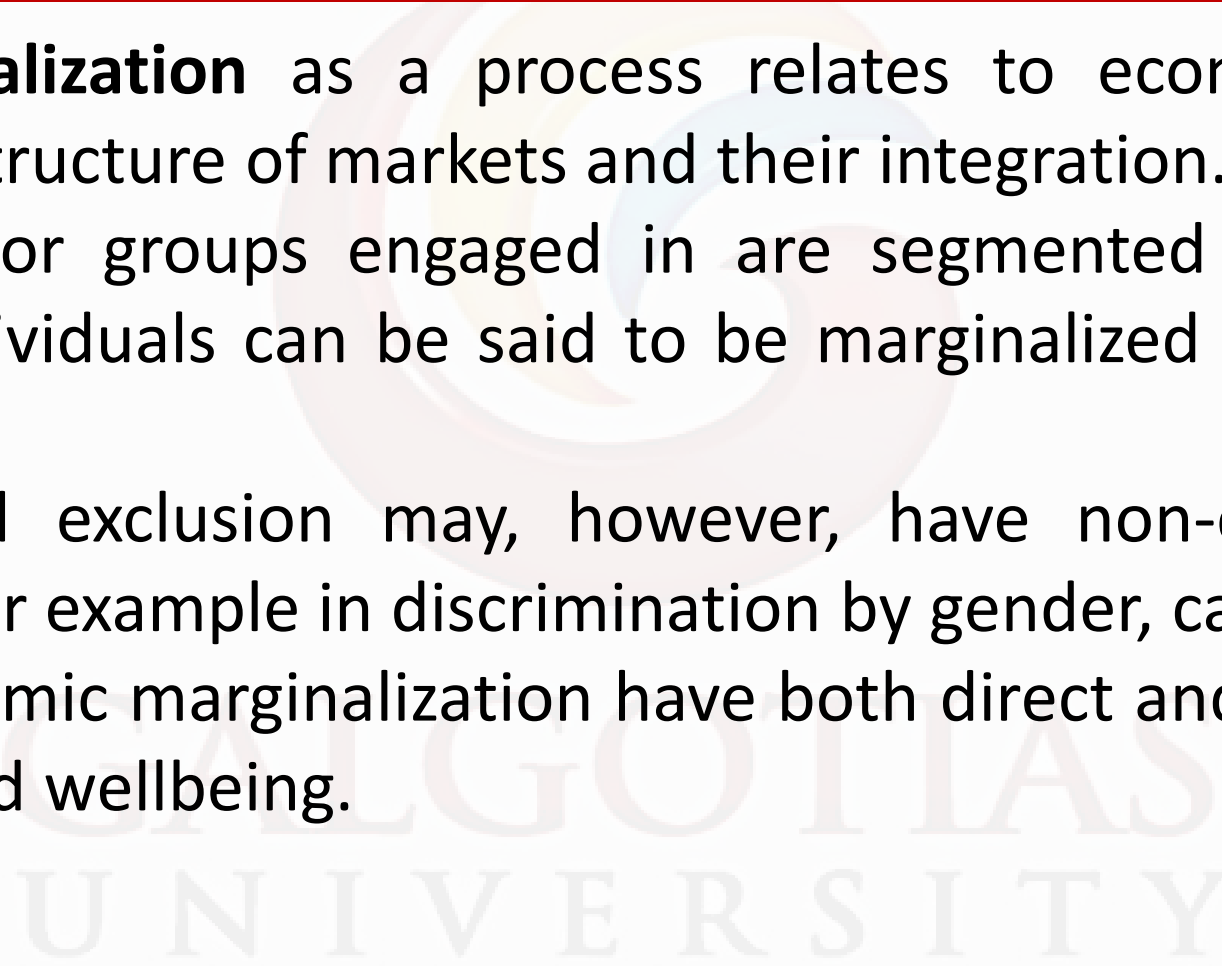 alization as a process relates to econ
tructure of markets and their integration.
or groups engaged in are segmented
ividuals can be said to be marginalized
d exclusion may, however, have non-e
r example in discrimination by gender, ca
mic marginalization have both direct and
d wellbeing.
GALGOTIAS
UNIVERSITY